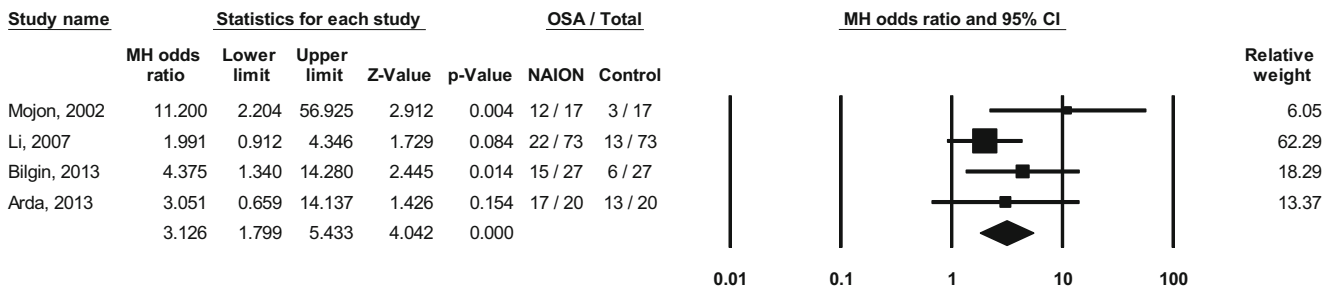 Study name Statistics for each study OSA / Total MH odds ratio and 95% CI
MH odds Lower Upper Relative
ratio limit limit Z-Value p-Value NAION Control weight
Mojon, 2002 11.200 2.204 56.925 2.912 0.004 12 / 17 3 / 17 6.05
Li, 2007 1.991 0.912 4.346 1.729 0.084 22 / 73 13 / 73 62.29
Bilgin, 2013 4.375 1.340 14.280 2.445 0.014 15 / 27 6 / 27 18.29
Arda, 2013 3.051 0.659 14.137 1.426 0.154 17 / 20 13 / 20 13.37
3.126 1.799 5.433 4.042 0.000
0.01 0.1 1 10 100